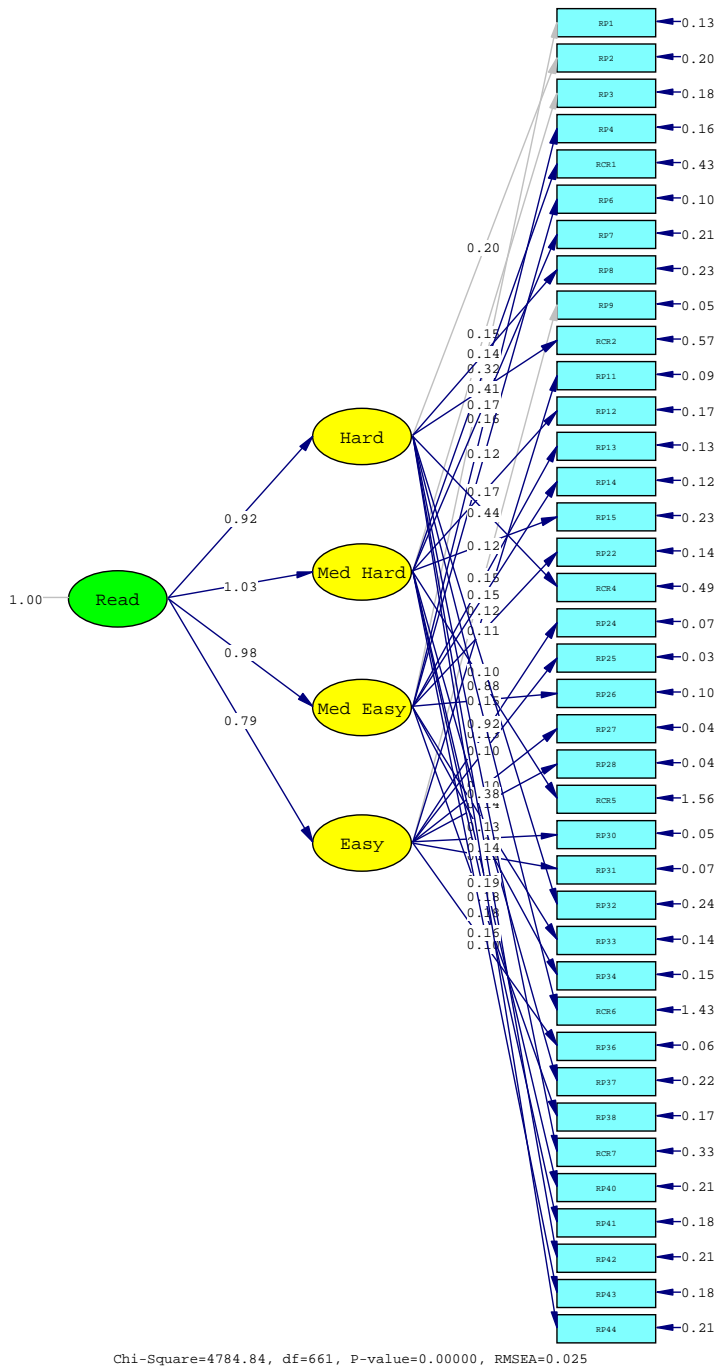 RP1 0.13
RP2 0.20
RP3 0.18
RP4 0.16
RCR1 0.43
RP6 0.10
RP7 0.21
RP8 0.23
RP9 0.05
RCR2 0.57
RP11 0.09
RP12 0.17
RP13 0.13
RP14 0.12
RP15 0.23
RP22 0.14
RCR4 0.49
RP24 0.07
RP25 0.03
RP26 0.10
RP27 0.04
RP28 0.04
RCR5 1.56
RP30 0.05
RP31 0.07
RP32 0.24
RP33 0.14
RP34 0.15
RCR6 1.43
RP36 0.06
RP37 0.22
RP38 0.17
RCR7 0.33
RP40 0.21
RP41 0.18
RP42 0.21
RP43 0.18
RP44 0.21
1.00
Read
0.92
1.03
0.98
0.79
Hard
Med Hard
Med Easy
Easy
0.20
0.15
0.14
0.32
0.41
0.17
0.16
0.12
0.17
0.44
0.12
0.15
0.15
0.12
0.11
0.10
0.88
0.92
0.10
0.38
0.13
0.14
0.19
0.18
0.18
0.16
Chi-Square=4784.84, df=661, P-value=0.00000, RMSEA=0.025